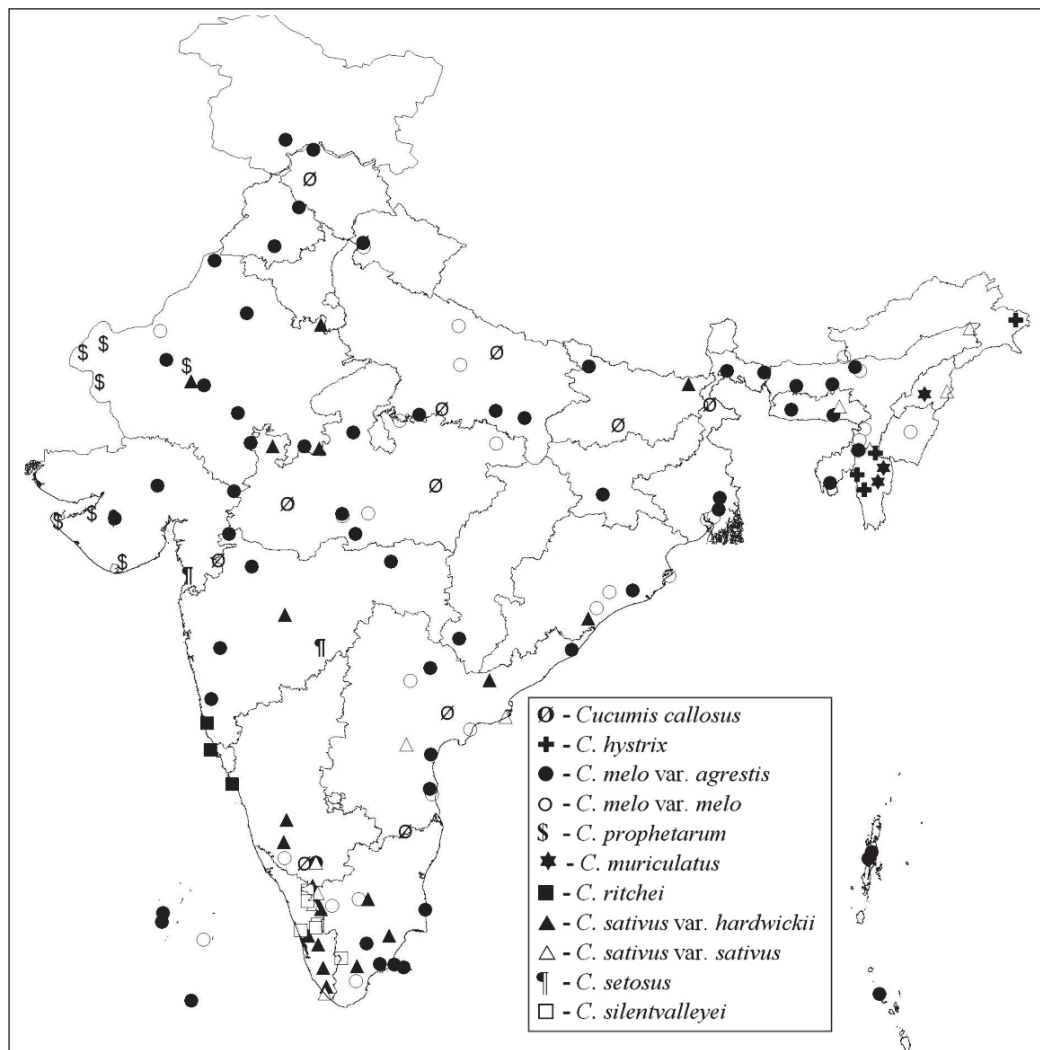 Ø - Cucumis callosus
✚ - C. hystrix
● - C. melo var. agrestis
○ - C. melo var. melo
$ - C. prophetarum
✶ - C. muriculatus
■ - C. ritchei
▲ - C. sativus var. hardwickii
△ - C. sativus var. sativus
¶ - C. setosus
□ - C. silentvalleyei